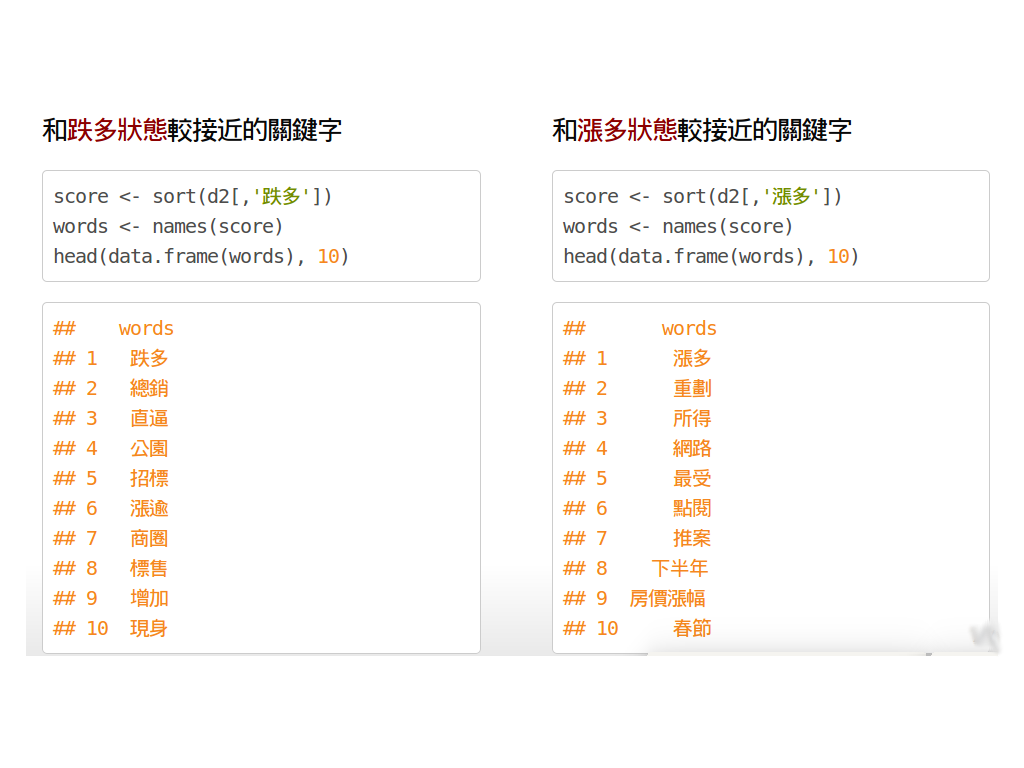 和跌多狀態較接近的關鍵字
score <- sort(d2[,'跌多'])
words <- names(score)
head(data.frame(words), 10)
##    words
## 1   跌多
## 2   總銷
## 3   直逼
## 4   公園
## 5   招標
## 6   漲逾
## 7   商圈
## 8   標售
## 9   增加
## 10  現身
和漲多狀態較接近的關鍵字
score <- sort(d2[,'漲多'])
words <- names(score)
head(data.frame(words), 10)
##       words
## 1      漲多
## 2      重劃
## 3      所得
## 4      網路
## 5      最受
## 6      點閱
## 7      推案
## 8    下半年
## 9  房價漲幅
## 10     春節